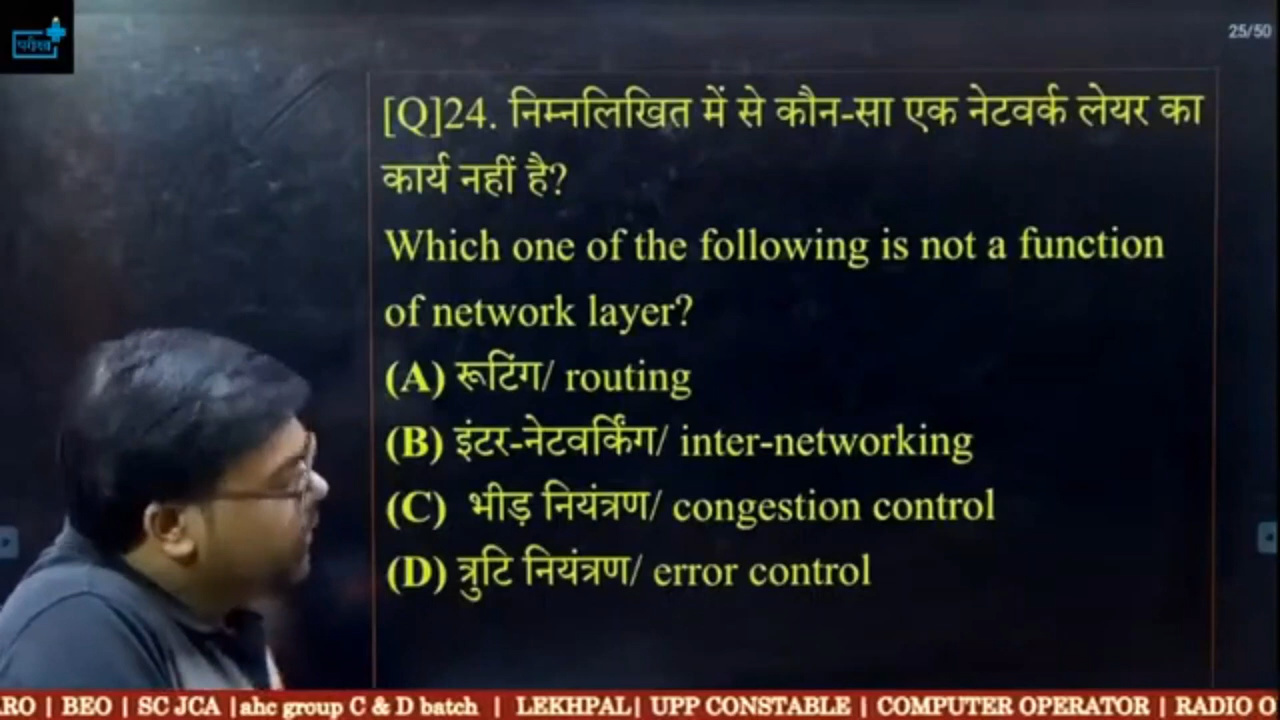 परीक्षा
25/50
[Q]24. निम्नलिखित में से कौन-सा एक नेटवर्क लेयर का
कार्य नहीं है?
Which one of the following is not a function
of network layer?
(A) रूटिंग/ routing
(B) इंटर-नेटवर्किंग/ inter-networking
(C) भीड़ नियंत्रण/ congestion control
(D) त्रुटि नियंत्रण/ error control
ARO | BEO | SC JCA |ahc group C & D batch | LEKHPAL| UPP CONSTABLE | COMPUTER OPERATOR | RADIO O